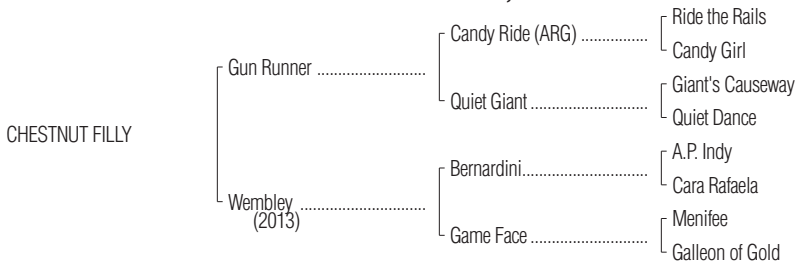 Ride the Rails
Candy Ride (ARG) ................
Candy Girl
Gun Runner ..........................
Giant's Causeway
Quiet Giant ............................
Quiet Dance
CHESTNUT FILLY
A.P. Indy
Bernardini..............................
Cara Rafaela
Wembley ..............................
(2013)
Menifee
Game Face ............................
Galleon of Gold